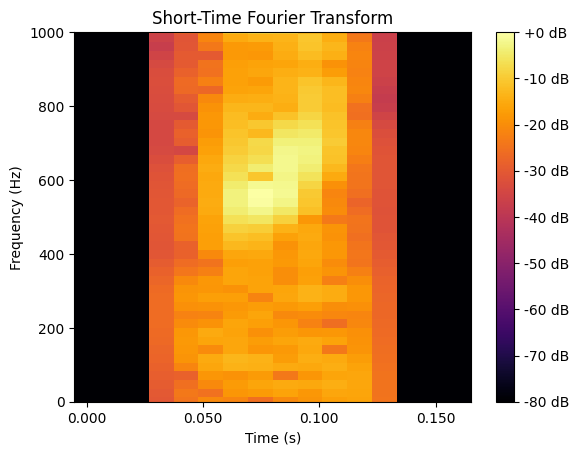 Short-Time Fourier Transform
1000
800
600
400
200
0
Frequency (Hz)
0.000
0.050
0.100
0.150
Time (s)
+0 dB
-10 dB
-20 dB
-30 dB
-40 dB
-50 dB
-60 dB
-70 dB
-80 dB